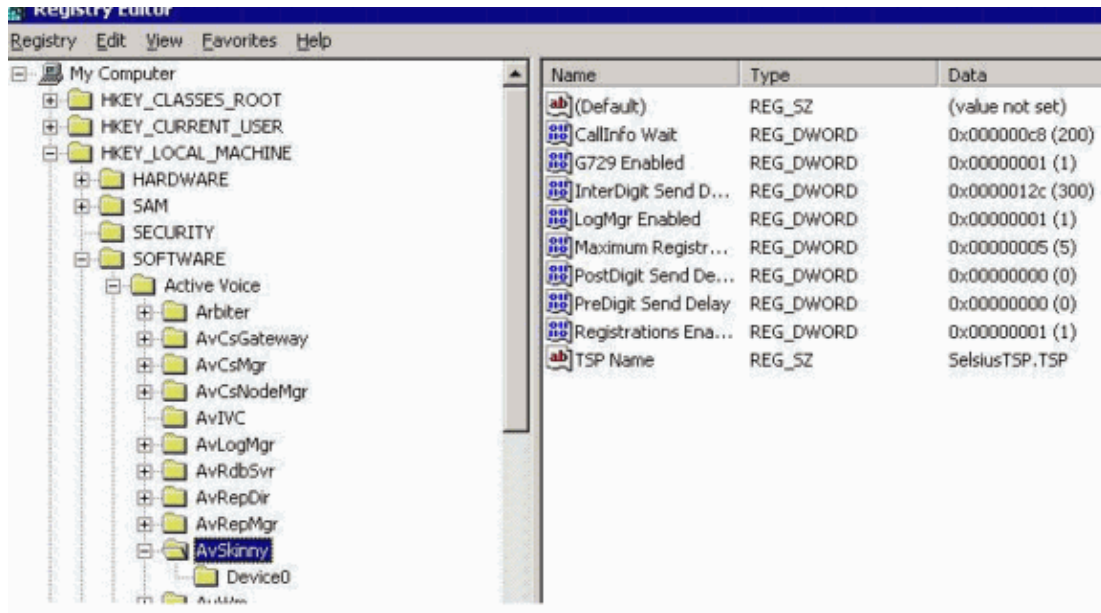 Registry Editor
Registry Edit View Favorites Help
My Computer
HKEY_CLASSES_ROOT
HKEY_CURRENT_USER
HKEY_LOCAL_MACHINE
HARDWARE
SAM
SECURITY
SOFTWARE
Active Voice
Arbiter
AvCsGateway
AvCsMgr
AvCsNodeMgr
AvIVC
AvLogMgr
AvRdbSvr
AvRepDir
AvRepMgr
AvSkinny
Device0
Name Type Data
(Default) REG_SZ (value not set)
CallInfo Wait REG_DWORD 0x000000c8 (200)
G729 Enabled REG_DWORD 0x00000001 (1)
InterDigit Send D... REG_DWORD 0x0000012c (300)
LogMgr Enabled REG_DWORD 0x00000001 (1)
Maximum Registr... REG_DWORD 0x00000005 (5)
PostDigit Send De... REG_DWORD 0x00000000 (0)
PreDigit Send Delay REG_DWORD 0x00000000 (0)
Registrations Ena... REG_DWORD 0x00000001 (1)
TSP Name REG_SZ SelsiusTSP.TSP